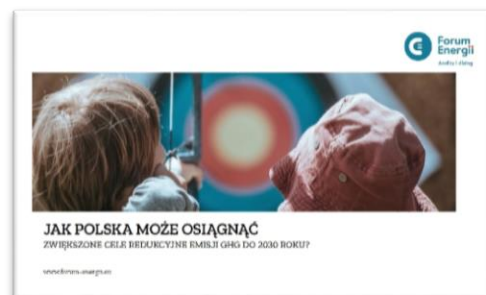 Forum
Energii
JAK POLSKA MOŻE OSIĄGNĄĆ
ZWIĘKSZONE CELE REDUKCYJNE EMISJI GHG DO 2030 ROKU?